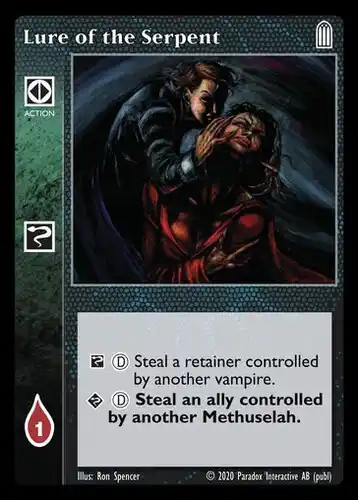 Lure of the Serpent
ACTION
Ⓓ Steal a retainer controlled
by another vampire.
Ⓓ Steal an ally controlled
by another Methuselah.
1
Illus: Ron Spencer © 2020 Paradox Interactive AB (publ)